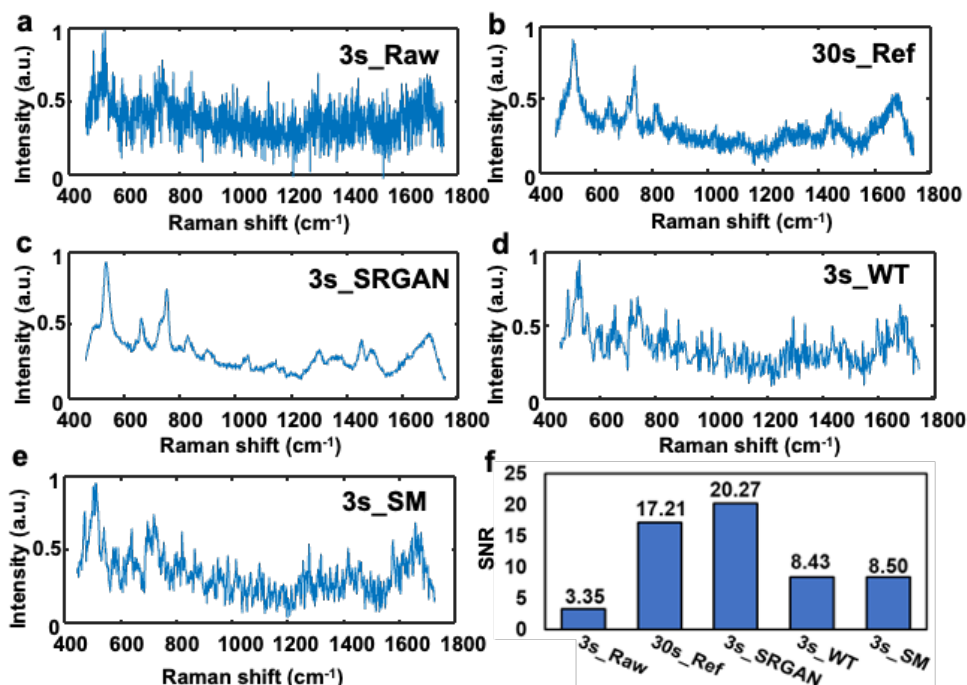 a
1
3s_Raw
0.5
0
400 600 800 1000 1200 1400 1600 1800
Intensity (a.u.)
Raman shift (cm-1)
b
1
30s_Ref
0.5
0
400 600 800 1000 1200 1400 1600 1800
Intensity (a.u.)
Raman shift (cm-1)
c
1
3s_SRGAN
0.5
0
400 600 800 1000 1200 1400 1600 1800
Intensity (a.u.)
Raman shift (cm-1)
d
1
3s_WT
0.5
0
400 600 800 1000 1200 1400 1600 1800
Intensity (a.u.)
Raman shift (cm-1)
e
1
3s_SM
0.5
0
400 600 800 1000 1200 1400 1600 1800
Intensity (a.u.)
Raman shift (cm-1)
f
25
20
15
10
5
0
SNR
3.35
17.21
20.27
8.43
8.50
3s_Raw
30s_Ref
3s_SRGAN
3s_WT
3s_SM